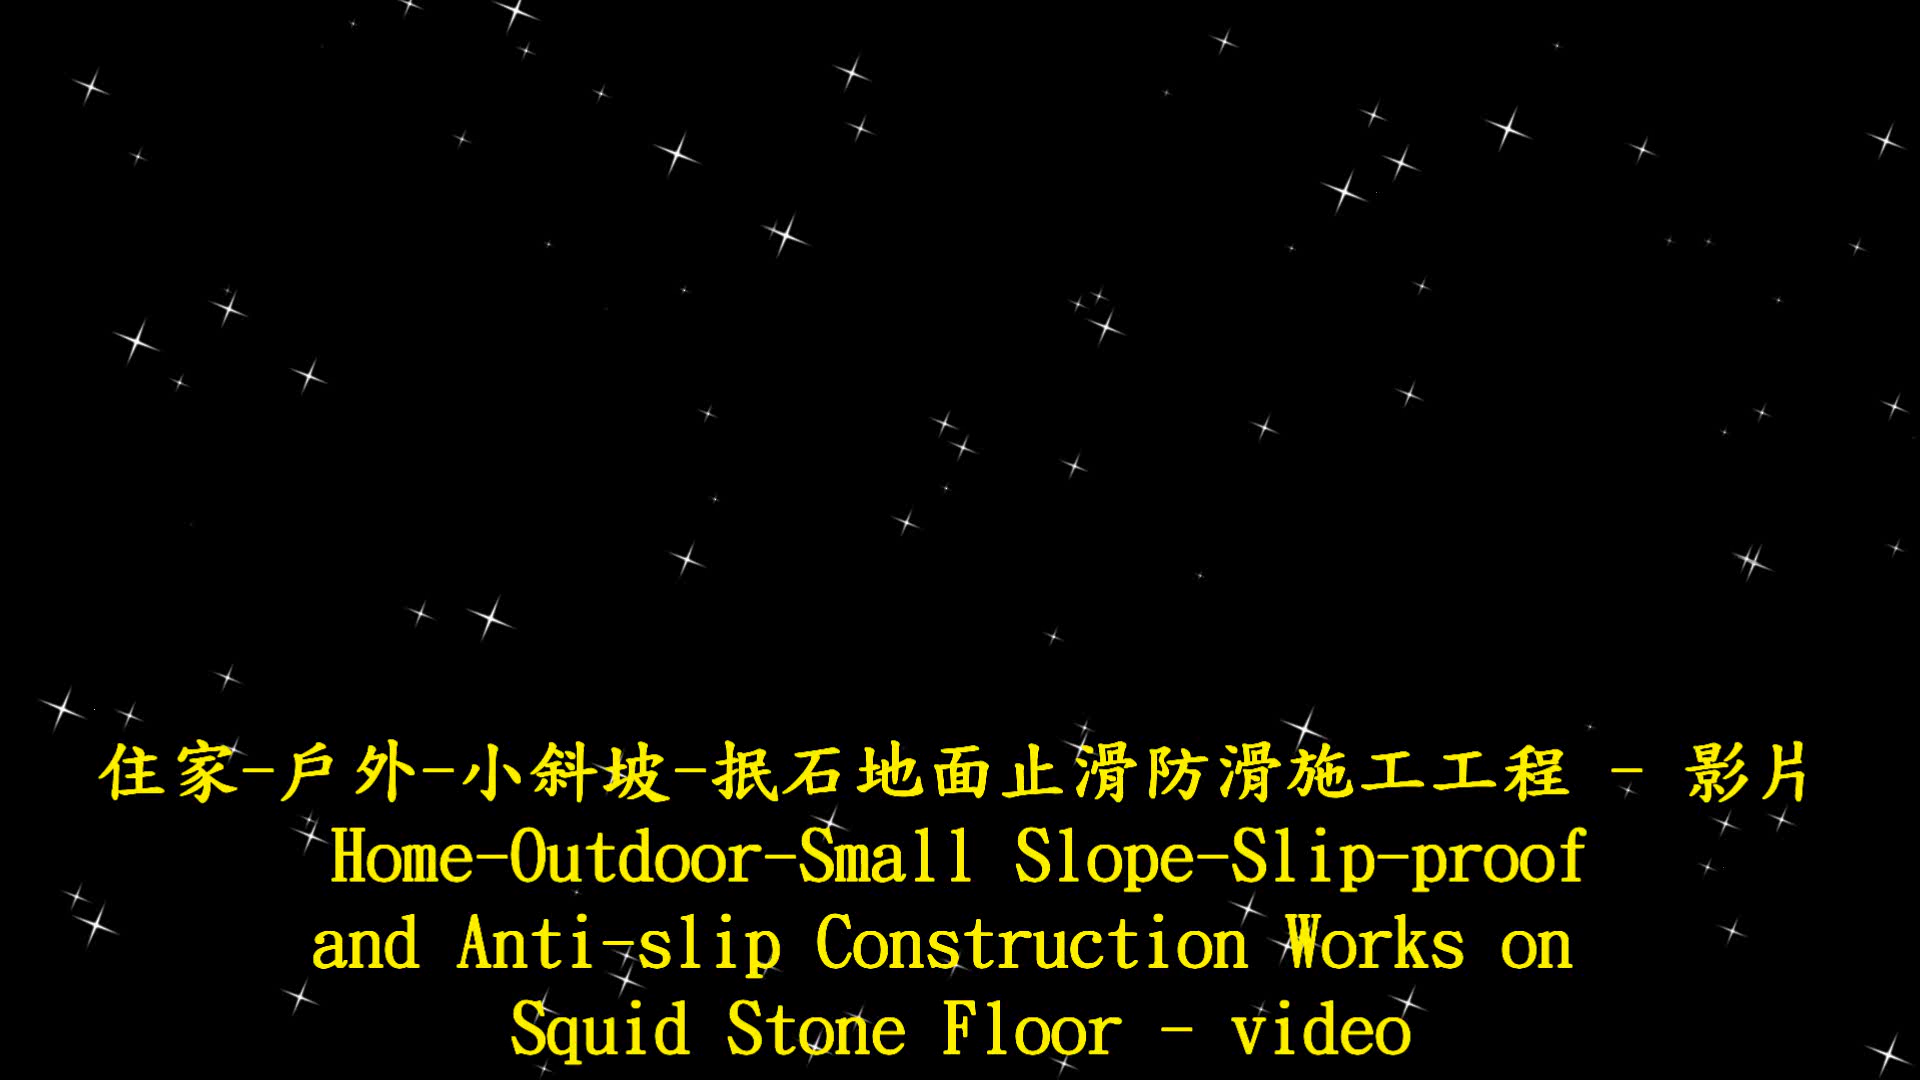 住家-戶外-小斜坡-抿石地面止滑防滑施工工程 - 影片
Home-Outdoor-Small Slope-Slip-proof
and Anti-slip Construction Works on
Squid Stone Floor - video